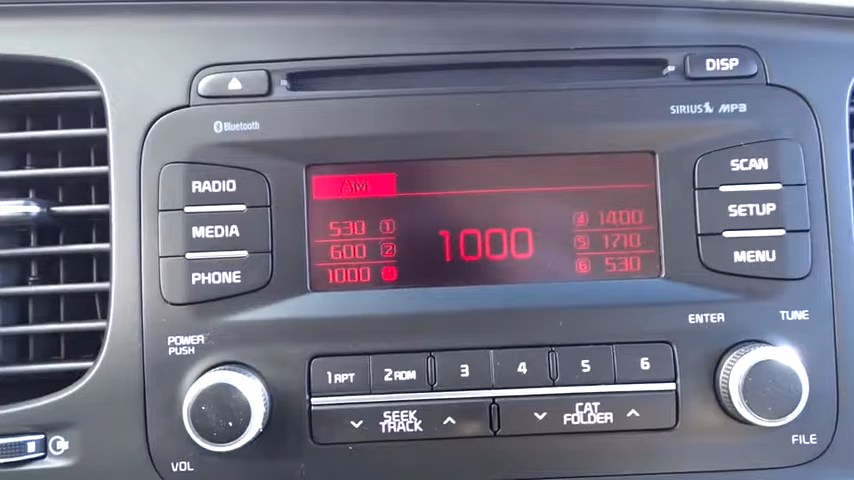 DISP
SIRIUS MP3
Bluetooth
RADIO
MEDIA
PHONE
AM
530 1
600 2
1000 3
1000
4 1400
5 1710
6 530
SCAN
SETUP
MENU
POWER
PUSH
VOL
1 RPT 2 RDM 3 4 5 6
SEEK
TRACK
CAT
FOLDER
ENTER
TUNE
FILE